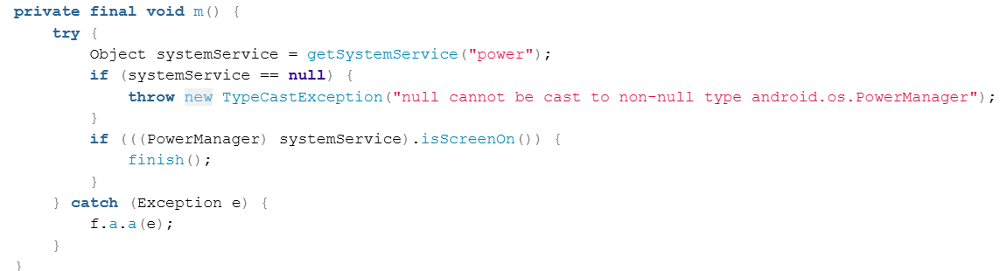 private final void m() {
    try {
        Object systemService = getSystemService("power");
        if (systemService == null) {
            throw new TypeCastException("null cannot be cast to non-null type android.os.PowerManager");
        }
        if (((PowerManager) systemService).isScreenOn()) {
            finish();
        }
    } catch (Exception e) {
        f.a.a(e);
    }
}